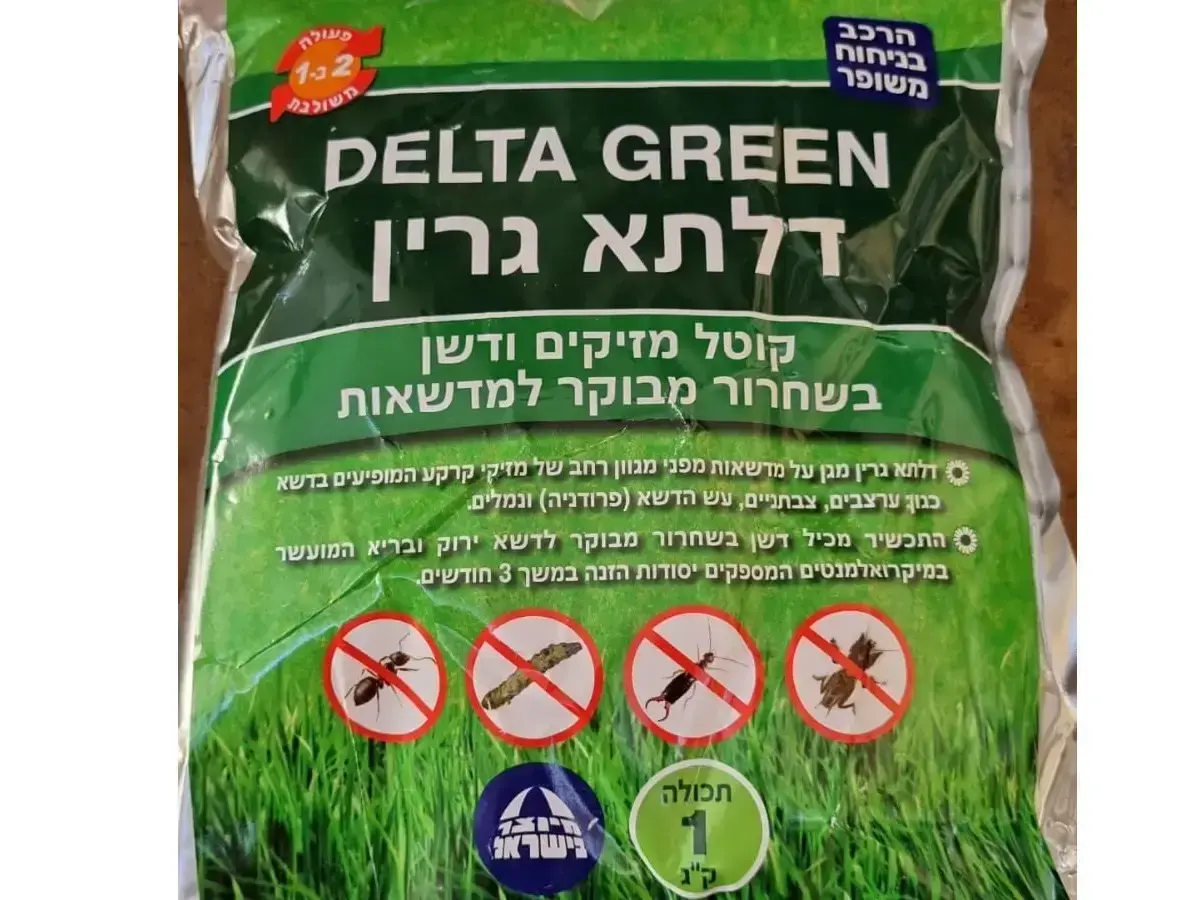 פעולה
2 ב-1
משולבת
הרכב
בניחוח
משופר
DELTA GREEN
דלתא גרין
קוטל מזיקים ודשן
בשחרור מבוקר למדשאות
דלתא גרין מגן על מדשאות מפני מגוון רחב של מזיקי קרקע המופיעים בדשא
כגון: ערצבים, צבתניים, עש הדשא (פרודניה) ונמלים.
התכשיר מכיל דשן בשחרור מבוקר לדשא ירוק ובריא המועשר
במיקרואלמנטים המספקים יסודות הזנה במשך 3 חודשים.
מיוצר
בישראל
תכולה
1
ק"ג